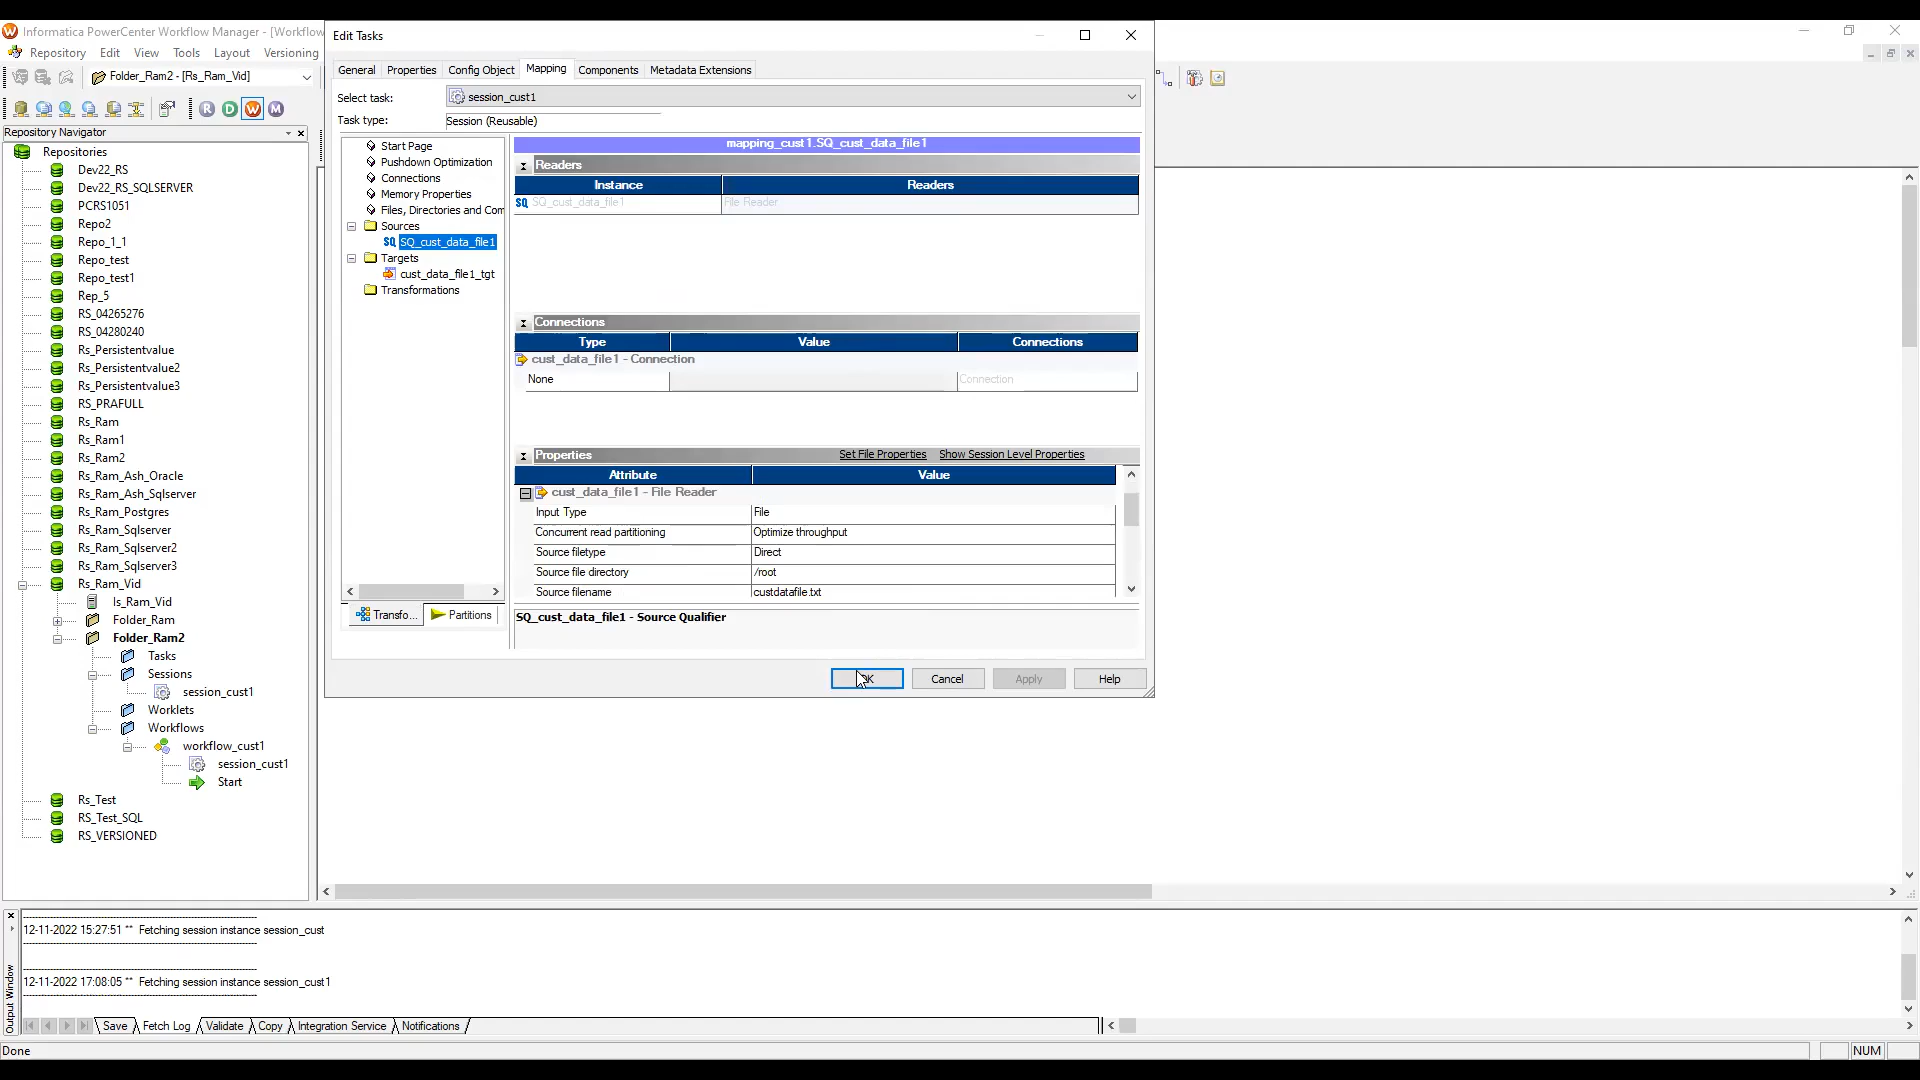 Informatica PowerCenter Workflow Manager - [Workflow
Repository Edit View Tools Layout Versioning
Folder_Ram2 - [Rs_Ram_Vid]
R D W M
Repository Navigator
Repositories
Dev22_RS
Dev22_RS_SQLSERVER
PCRS1051
Repo2
Repo_1_1
Repo_test
Repo_test1
Rep_5
RS_04265276
RS_04280240
Rs_Persistentvalue
Rs_Persistentvalue2
Rs_Persistentvalue3
RS_PRAFULL
Rs_Ram
Rs_Ram1
Rs_Ram2
Rs_Ram_Ash_Oracle
Rs_Ram_Ash_Sqlserver
Rs_Ram_Postgres
Rs_Ram_Sqlserver
Rs_Ram_Sqlserver2
Rs_Ram_Sqlserver3
Rs_Ram_Vid
Is_Ram_Vid
Folder_Ram
Folder_Ram2
Tasks
Sessions
session_cust1
Worklets
Workflows
workflow_cust1
session_cust1
Start
Rs_Test
RS_Test_SQL
RS_VERSIONED
Edit Tasks
General Properties Config Object Mapping Components Metadata Extensions
Select task: session_cust1
Task type: Session (Reusable)
Start Page
Pushdown Optimization
Connections
Memory Properties
Files, Directories and Com
Sources
SQ SQ_cust_data_file1
Targets
cust_data_file1_tgt
Transformations
Transfo... Partitions
mapping_cust1.SQ_cust_data_file1
Readers
Instance Readers
SQ SQ_cust_data_file1 File Reader
Connections
Type Value Connections
cust_data_file1 - Connection
None Connection
Properties Set File Properties Show Session Level Properties
Attribute Value
cust_data_file1 - File Reader
Input Type File
Concurrent read partitioning Optimize throughput
Source filetype Direct
Source file directory /root
Source filename custdatafile.txt
SQ_cust_data_file1 - Source Qualifier
Cancel Apply Help
12-11-2022 15:27:51 ** Fetching session instance session_cust
12-11-2022 17:08:05 ** Fetching session instance session_cust1
Output Window
Save Fetch Log Validate Copy Integration Service Notifications
Done NUM